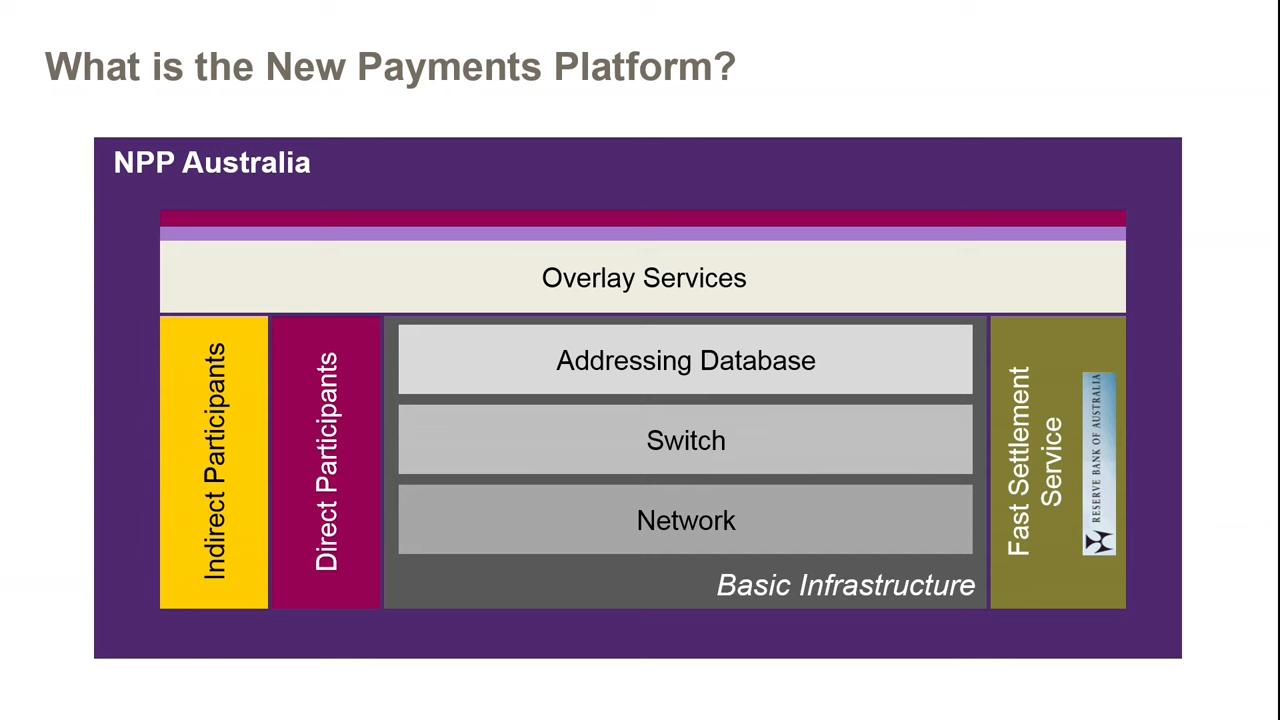 What is the New Payments Platform?
NPP Australia
Overlay Services
Indirect Participants
Direct Participants
Addressing Database
Switch
Network
Basic Infrastructure
Fast Settlement
Service
RESERVE BANK OF AUSTRALIA